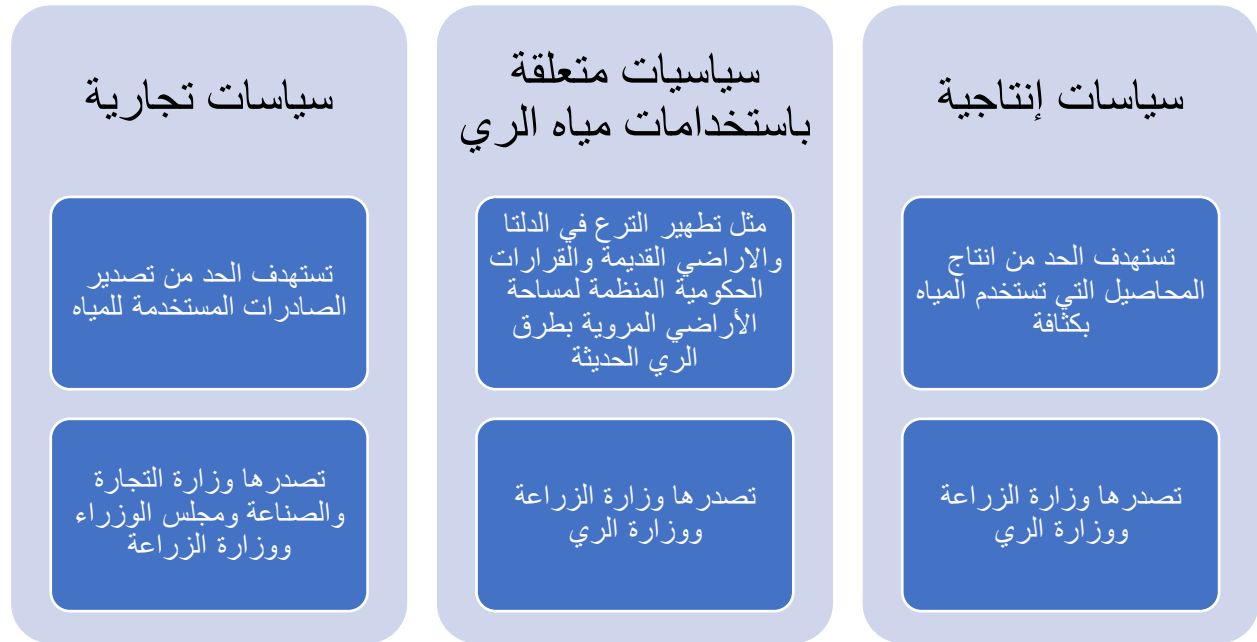 سياسات إنتاجية
تستهدف الحد من انتاج
المحاصيل التي تستخدم المياه
بكثافة
تصدرها وزارة الزراعة
ووزارة الري
سياسيات متعلقة
باستخدامات مياه الري
مثل تطهير الترع في الدلتا
والاراضي القديمة والقرارات
الحكومية المنظمة لمساحة
الأراضي المروية بطرق
الري الحديثة
تصدرها وزارة الزراعة
ووزارة الري
سياسات تجارية
تستهدف الحد من تصدير
الصادرات المستخدمة للمياه
تصدرها وزارة التجارة
والصناعة ومجلس الوزراء
ووزارة الزراعة